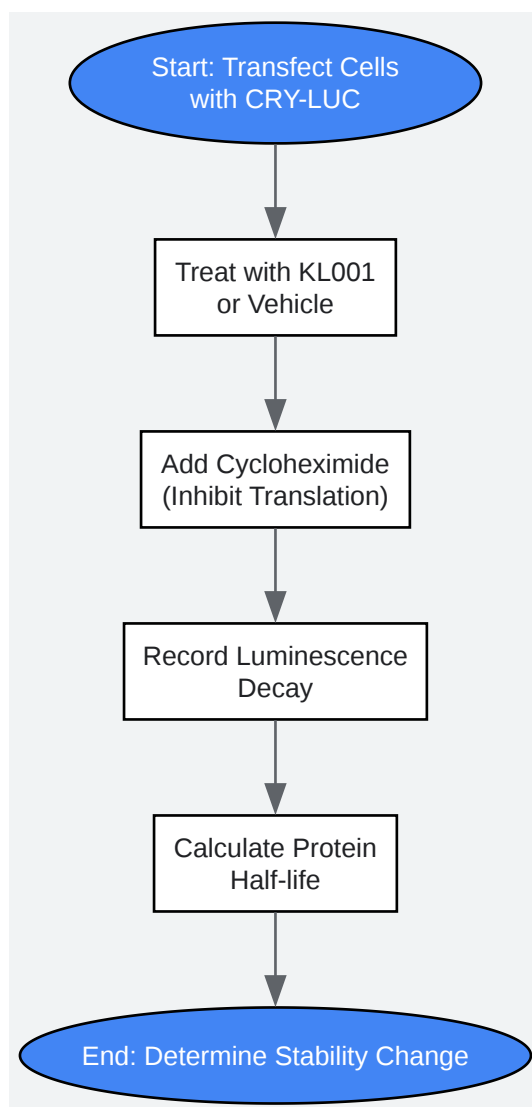 Start: Transfect Cells
with CRY-LUC
Treat with KL001
or Vehicle
Add Cycloheximide
(Inhibit Translation)
Record Luminescence
Decay
Calculate Protein
Half-life
End: Determine Stability Change